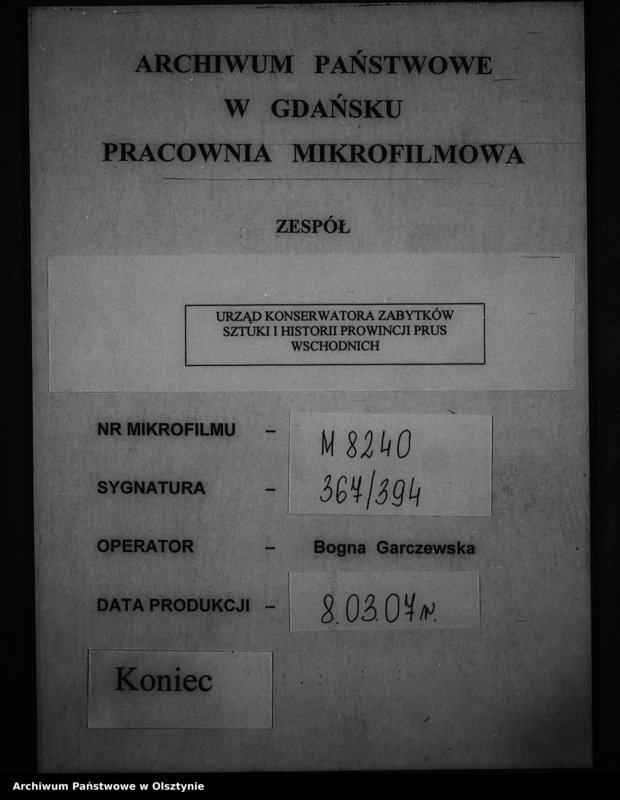 ARCHIWUM PAŃSTWOWE
W GDAŃSKU
PRACOWNIA MIKROFILMOWA
ZESPÓŁ
URZĄD KONSERWATORA ZABYTKÓW
SZTUKI I HISTORII PROWINCJI PRUS
WSCHODNICH
NR MIKROFILMU – M 8240
SYGNATURA – 367/394
OPERATOR – Bogna Garczewska
DATA PRODUKCJI – 8.03.07 r.
Koniec
Archiwum Państwowe w Olsztynie